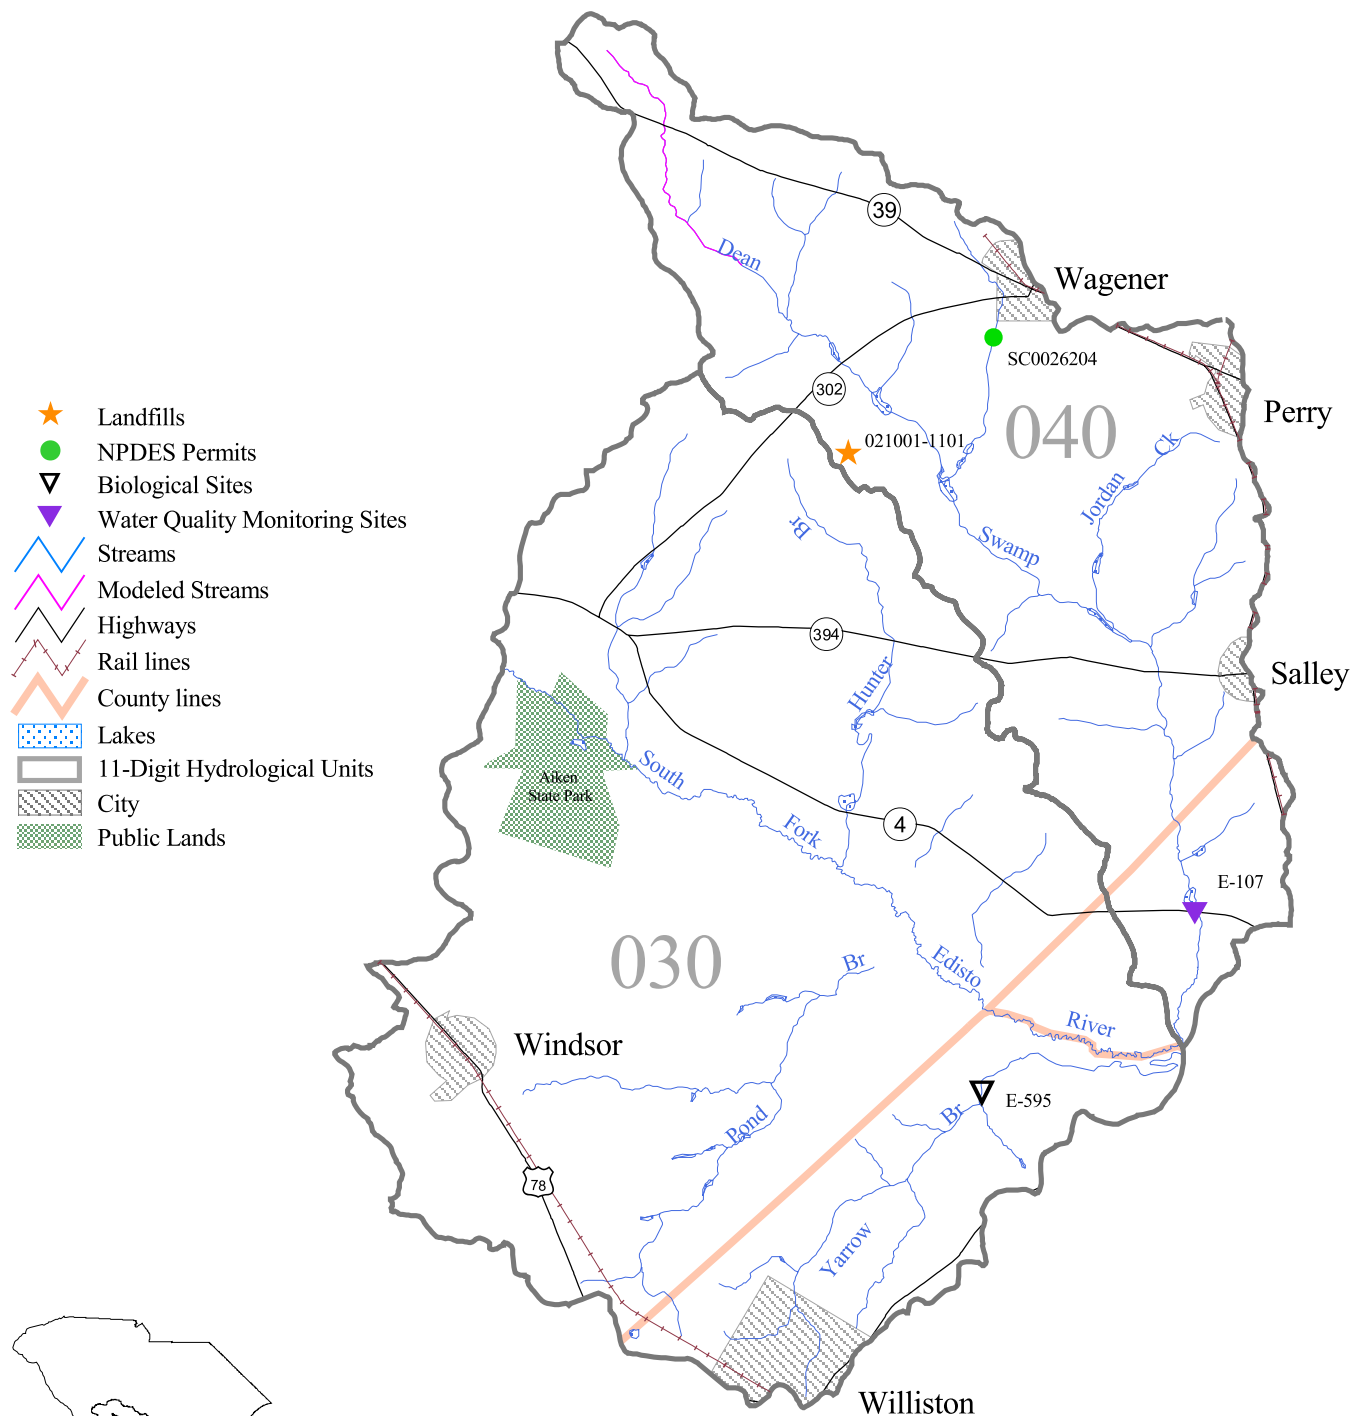 39
Dean
Wagener
SC0026204
302
040
Perry
Landfills
021001-1101
Ck
NPDES Permits
Biological Sites
Jordan
Water Quality Monitoring Sites
Br
Swamp
Streams
Modeled Streams
Highways
394
Rail lines
Hunter
Salley
County lines
Lakes
South
11-Digit Hydrological Units
Aiken
State Park
City
Fork
4
Public Lands
E-107
030
Br
Edisto
River
Windsor
E-595
Br
Pond
78
Yarrow
Williston